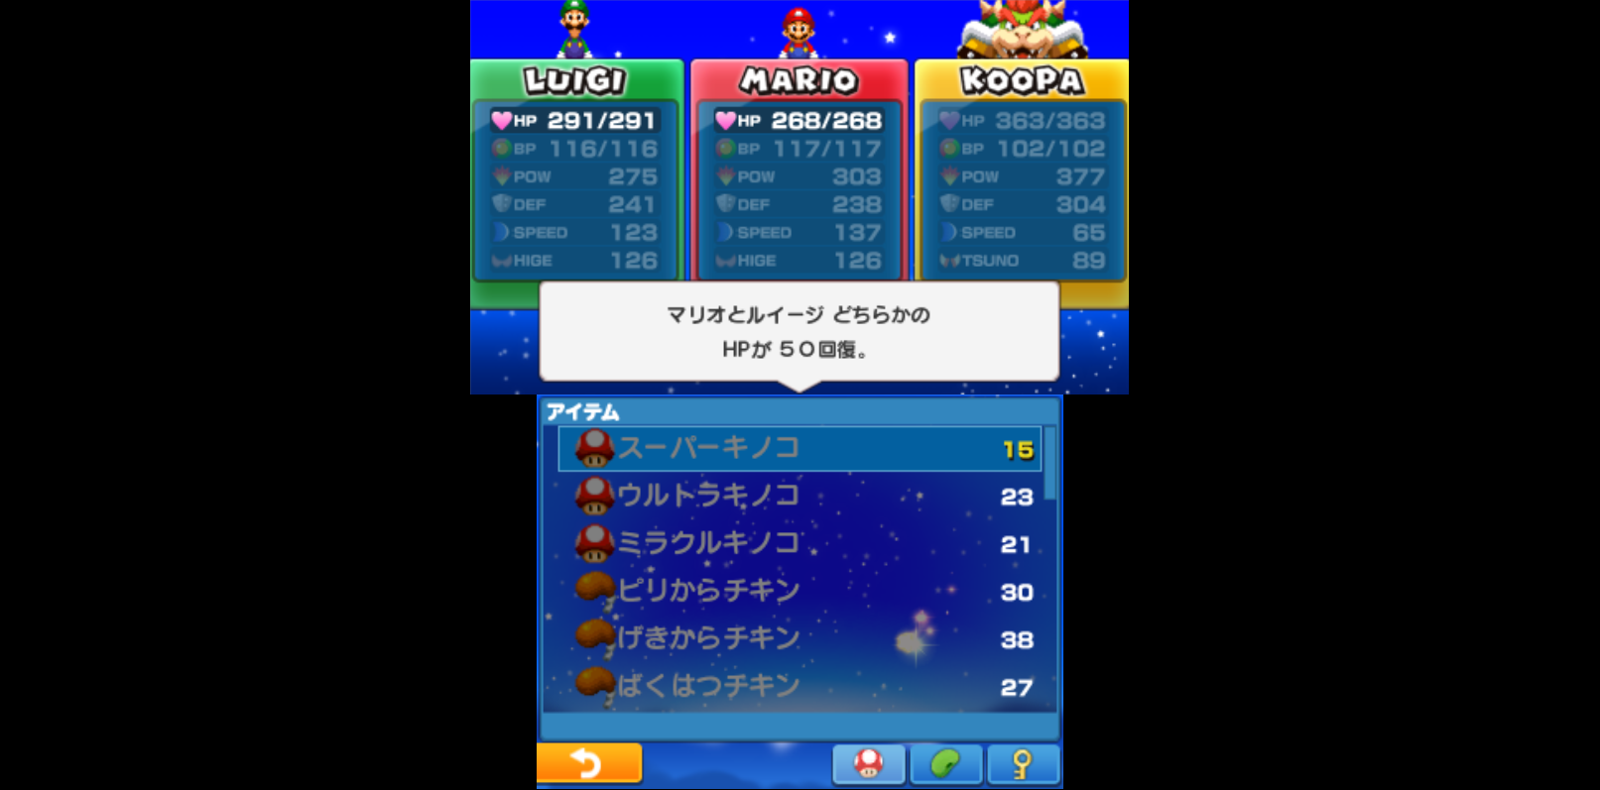 LUIGI
HP 291/291
BP 116/116
POW 275
DEF 241
SPEED 123
HIGE 126
MARIO
HP 268/268
BP 117/117
POW 303
DEF 238
SPEED 137
HIGE 126
KOOPA
HP 363/363
BP 102/102
POW 377
DEF 304
SPEED 65
TSUNO 89
マリオとルイージ どちらかの
HPが 50回復。
アイテム
スーパーキノコ 15
ウルトラキノコ 23
ミラクルキノコ 21
ピリからチキン 30
げきからチキン 38
ばくはつチキン 27